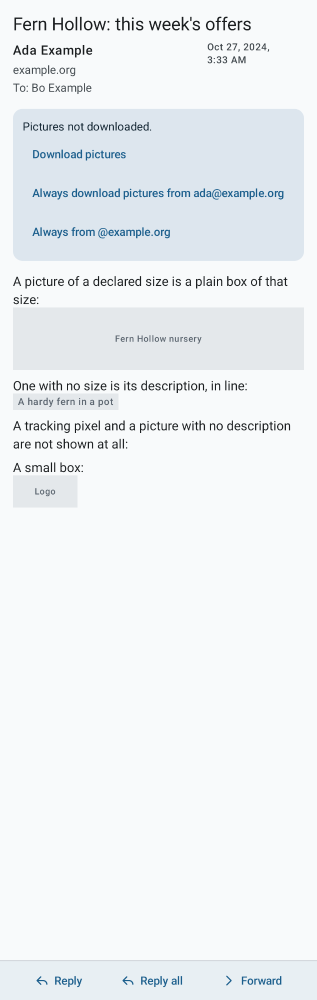 Fern Hollow: this week's offers
Ada Example
Oct 27, 2024,
3:33 AM
example.org
To: Bo Example
Pictures not downloaded.
Download pictures
Always download pictures from ada@example.org
Always from @example.org
A picture of a declared size is a plain box of that
size:
Fern Hollow nursery
One with no size is its description, in line:
A hardy fern in a pot
A tracking pixel and a picture with no description
are not shown at all:
A small box:
Logo
Reply
Reply all
Forward